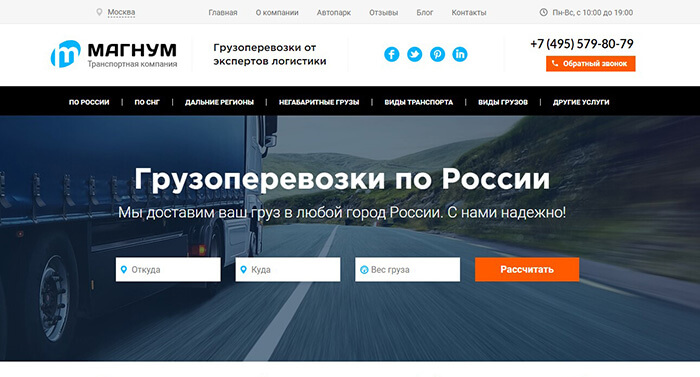 Москва
Главная О компании Автопарк Отзывы Блог Контакты
Пн-Вс, с 10:00 до 19:00
МАГНУМ
Транспортная компания
Грузоперевозки от
экспертов логистики
+7 (495) 579-80-79
Обратный звонок
ПО РОССИИ | ПО СНГ | ДАЛЬНИЕ РЕГИОНЫ | НЕГАБАРИТНЫЕ ГРУЗЫ | ВИДЫ ТРАНСПОРТА | ВИДЫ ГРУЗОВ | ДРУГИЕ УСЛУГИ
Грузоперевозки по России
Мы доставим ваш груз в любой город России. С нами надежно!
Откуда Куда Вес груза Рассчитать